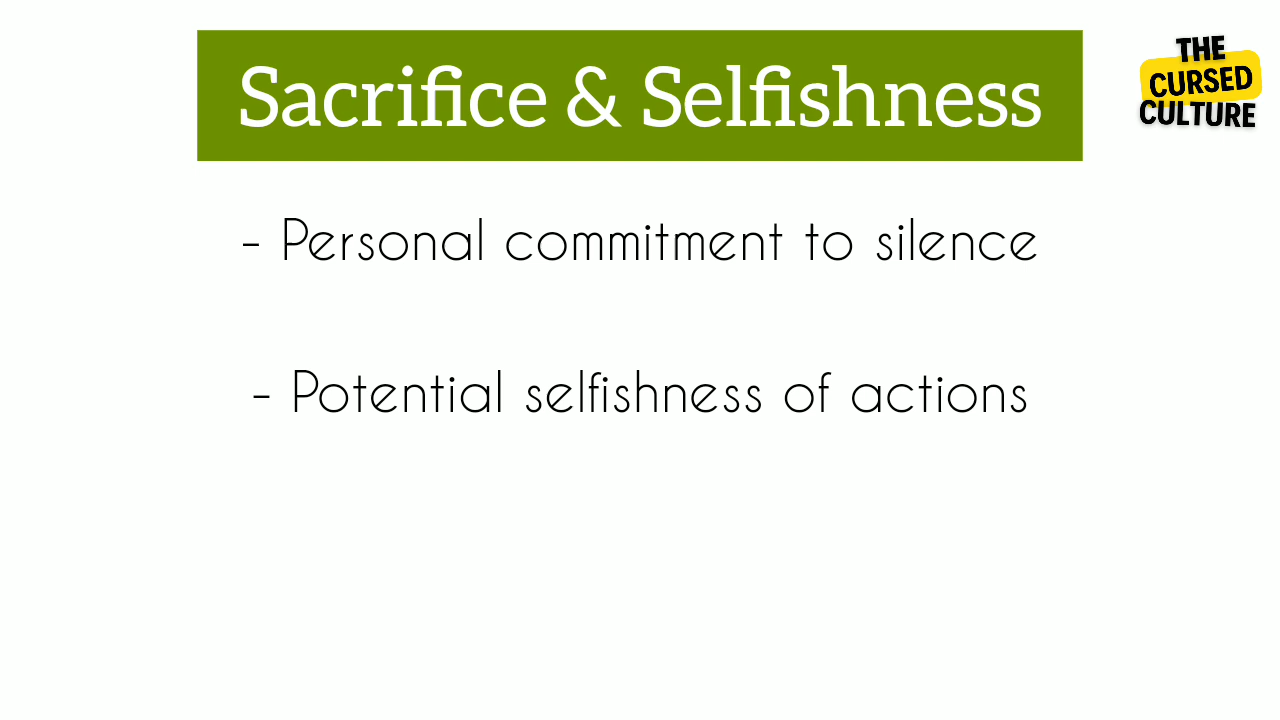 Sacrifice & Selfishness
THE
CURSED
CULTURE
- Personal commitment to silence
- Potential selfishness of actions